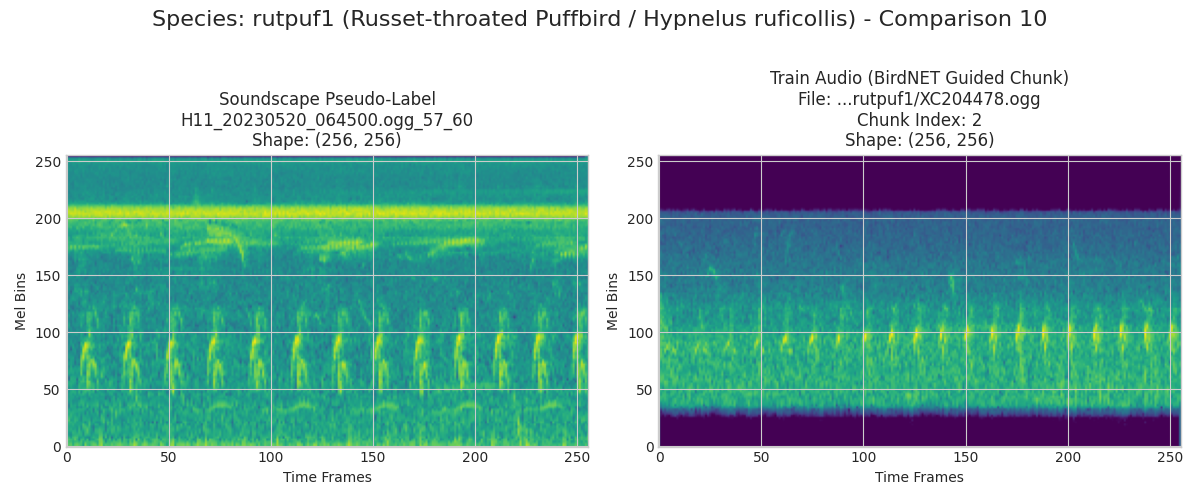 Species: rutpuf1 (Russet-throated Puffbird / Hypnelus ruficollis) - Comparison 10
Soundscape Pseudo-Label
H11_20230520_064500.ogg_57_60
Shape: (256, 256)
250
200
150
100
50
0
Mel Bins
0 50 100 150 200 250
Time Frames
Train Audio (BirdNET Guided Chunk)
File: ...rutpuf1/XC204478.ogg
Chunk Index: 2
Shape: (256, 256)
250
200
150
100
50
0
Mel Bins
0 50 100 150 200 250
Time Frames